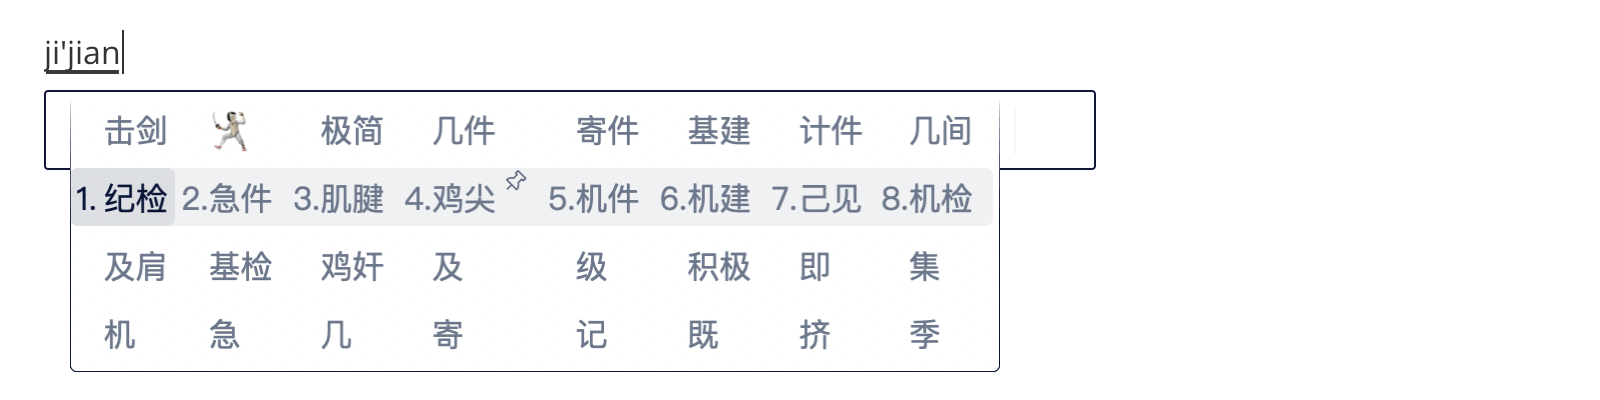 ji'jian
击剑 🤺 极简 几件 寄件 基建 计件 几间
1. 纪检 2.急件 3.肌腱 4.鸡尖 5.机件 6.机建 7.己见 8.机检
及肩 基检 鸡奸 及 级 积极 即 集
机 急 几 寄 记 既 挤 季